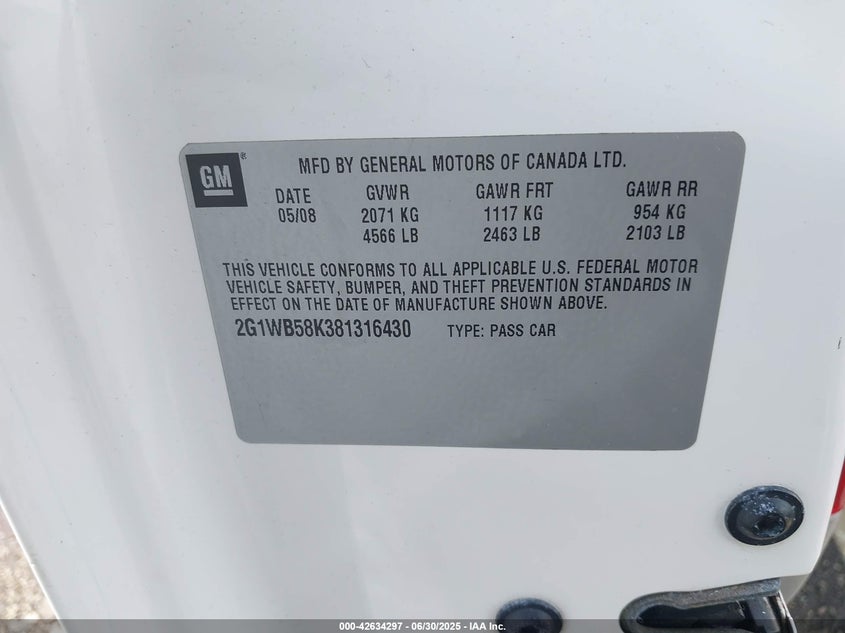 GM ® MFD BY GENERAL MOTORS OF CANADA LTD.
DATE GVWR GAWR FRT GAWR RR
05/08 2071 KG 1117 KG 954 KG
4566 LB 2463 LB 2103 LB
THIS VEHICLE CONFORMS TO ALL APPLICABLE U.S. FEDERAL MOTOR
VEHICLE SAFETY, BUMPER, AND THEFT PREVENTION STANDARDS IN
EFFECT ON THE DATE OF MANUFACTURE SHOWN ABOVE.
2G1WB58K381316430 TYPE: PASS CAR
000-42634297 - 06/30/2025 - IAA Inc.